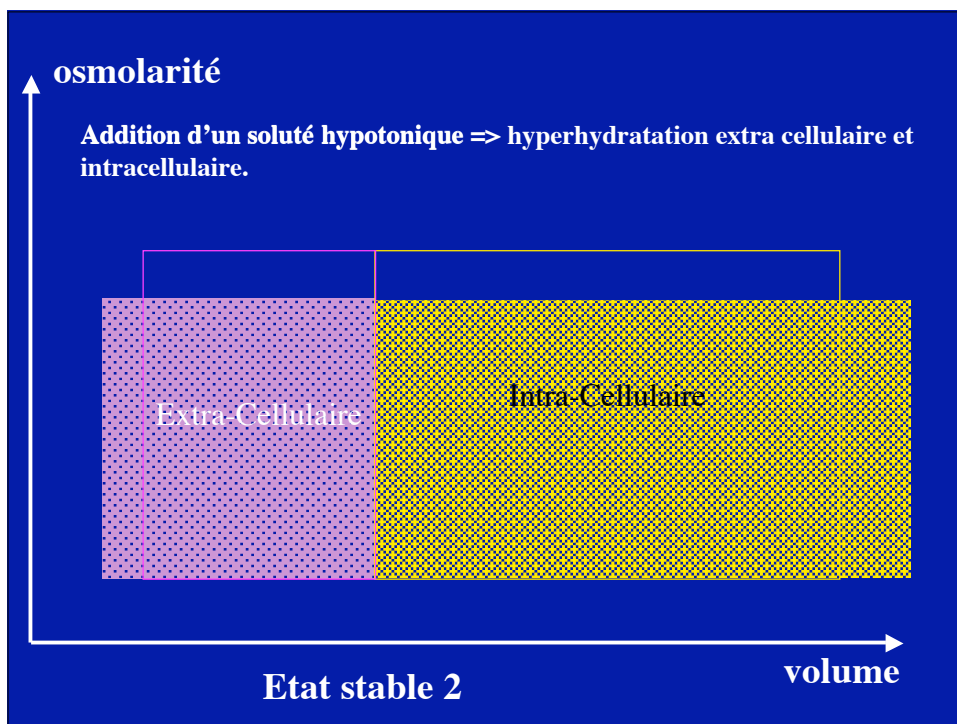 osmolarité
Addition d’un soluté hypotonique => hyperhydratation extra cellulaire et
intracellulaire.
Intra-Cellulaire
Extra-Cellulaire
volume
Etat stable 2